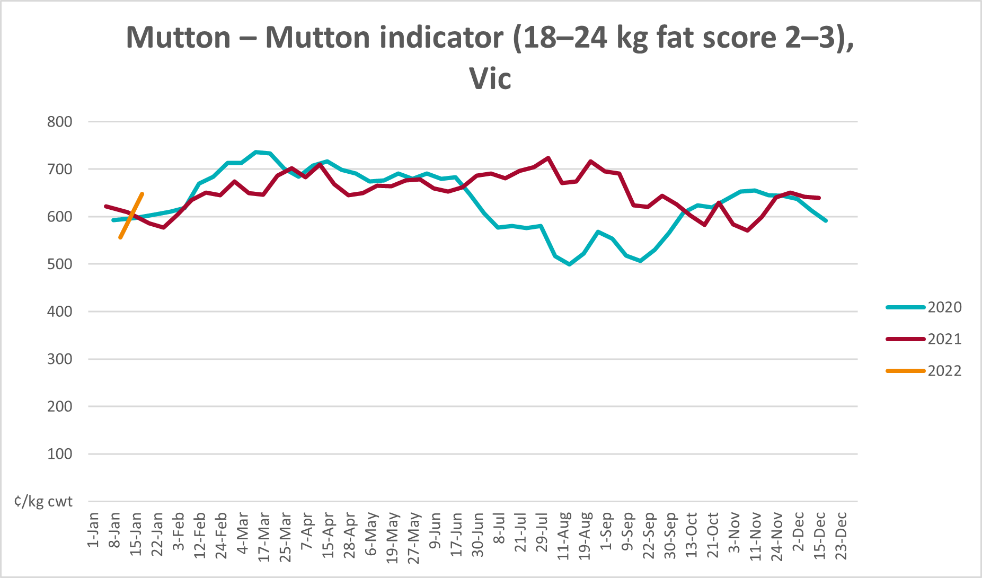 Mutton – Mutton indicator (18–24 kg fat score 2–3),
Vic
800
700
600
500
400
300
200
100
¢/kg cwt
1-Jan
8-Jan
15-Jan
22-Jan
3-Feb
12-Feb
24-Feb
4-Mar
17-Mar
25-Mar
7-Apr
15-Apr
28-Apr
6-May
19-May
27-May
9-Jun
17-Jun
30-Jun
8-Jul
21-Jul
29-Jul
11-Aug
19-Aug
1-Sep
9-Sep
22-Sep
30-Sep
13-Oct
21-Oct
3-Nov
11-Nov
24-Nov
2-Dec
15-Dec
23-Dec
2020
2021
2022